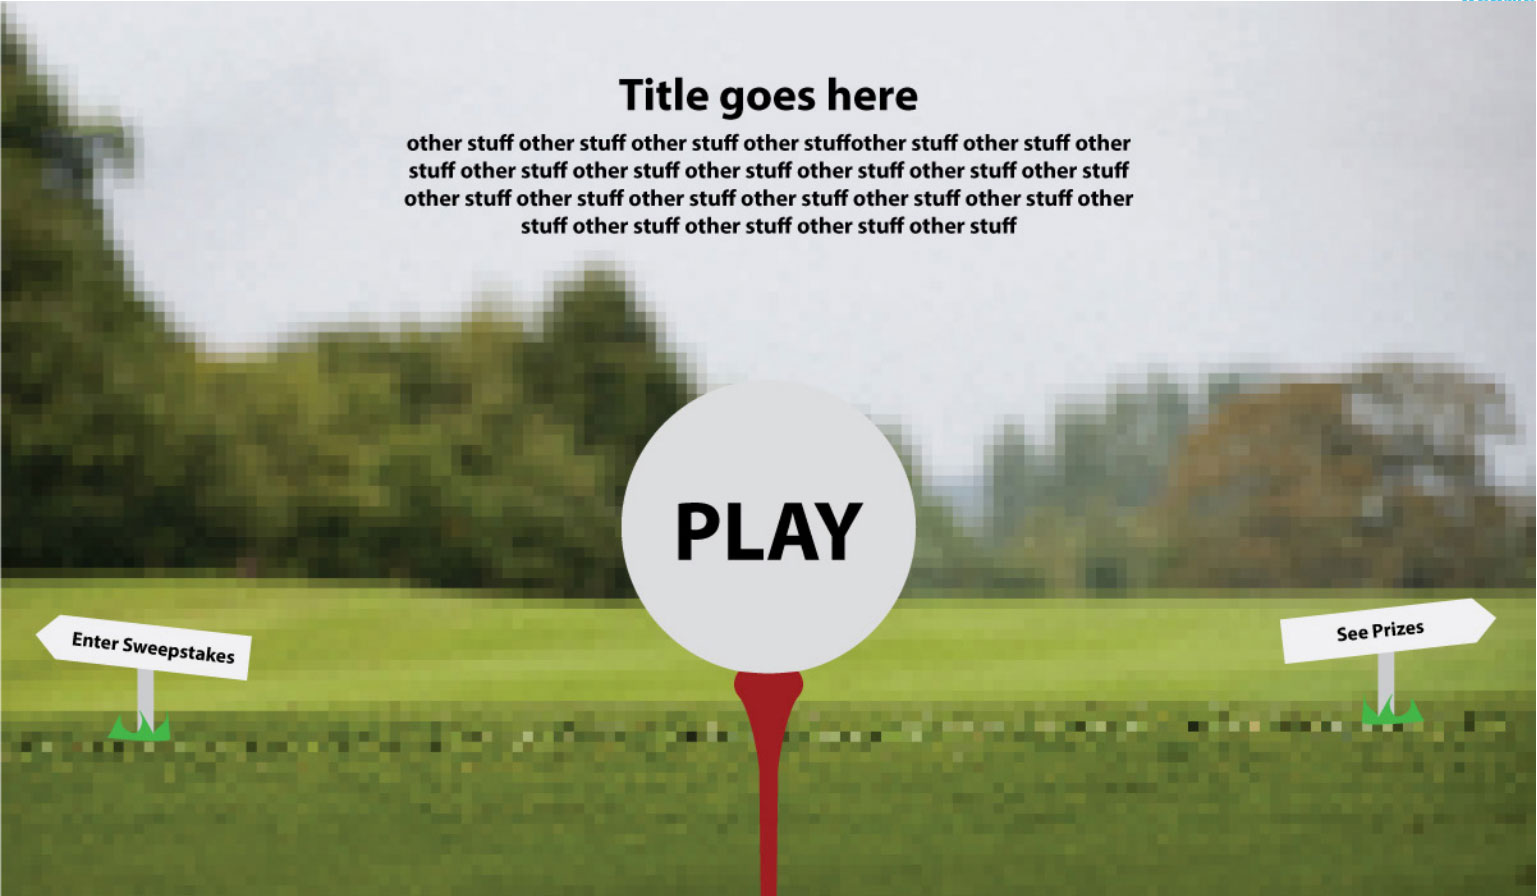 Title goes here
other stuff other stuff other stuff other stuffother stuff other stuff other
stuff other stuff other stuff other stuff other stuff other stuff other stuff
other stuff other stuff other stuff other stuff other stuff other stuff other
stuff other stuff other stuff other stuff other stuff
PLAY
Enter Sweepstakes
See Prizes